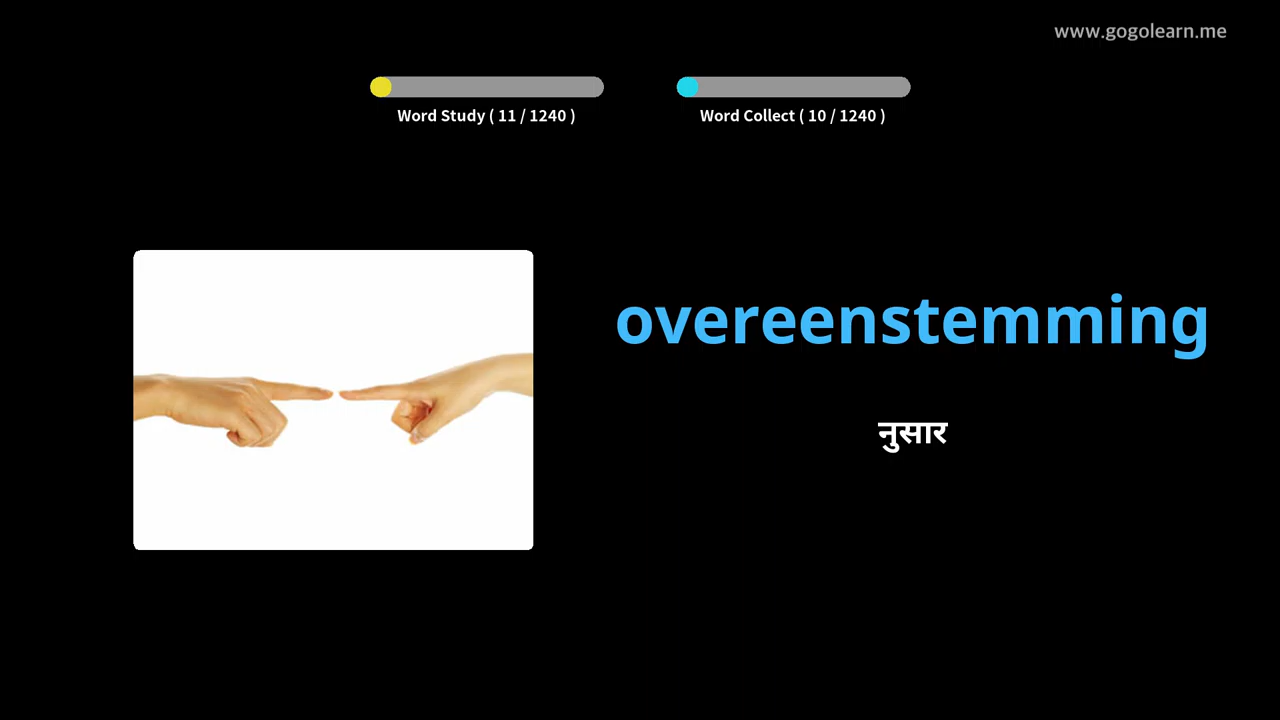 www.gogolearn.me
Word Study ( 11 / 1240 )
Word Collect ( 10 / 1240 )
overeenstemming
नुसार